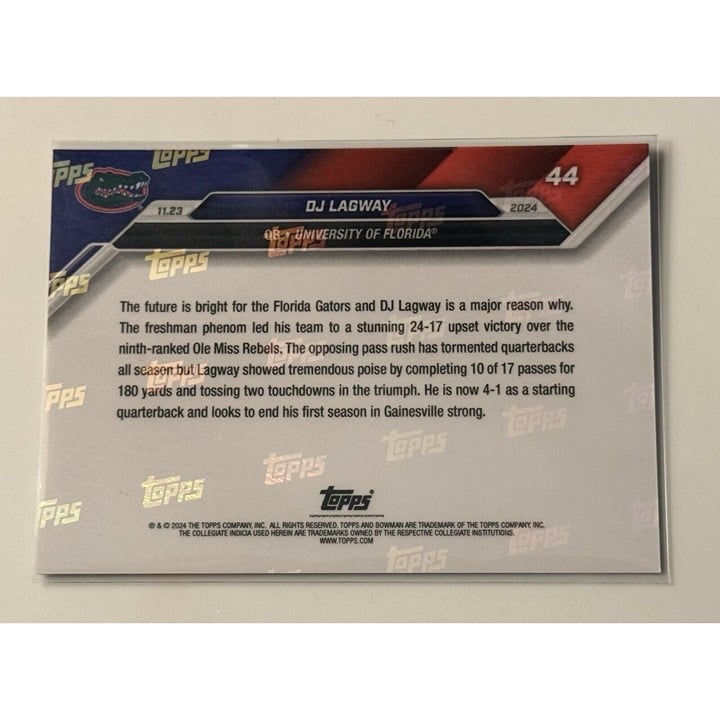 44
11.23 DJ LAGWAY 2024
QB • UNIVERSITY OF FLORIDA®
The future is bright for the Florida Gators and DJ Lagway is a major reason why.
The freshman phenom led his team to a stunning 24-17 upset victory over the
ninth-ranked Ole Miss Rebels. The opposing pass rush has tormented quarterbacks
all season but Lagway showed tremendous poise by completing 10 of 17 passes for
180 yards and tossing two touchdowns in the triumph. He is now 4-1 as a starting
quarterback and looks to end his first season in Gainesville strong.
Topps
® & © 2024 THE TOPPS COMPANY, INC. ALL RIGHTS RESERVED. TOPPS AND BOWMAN ARE TRADEMARK OF THE TOPPS COMPANY, INC.
THE COLLEGIATE INDICIA USED HEREIN ARE TRADEMARKS OWNED BY THE RESPECTIVE COLLEGIATE INSTITUTIONS.
WWW.TOPPS.COM